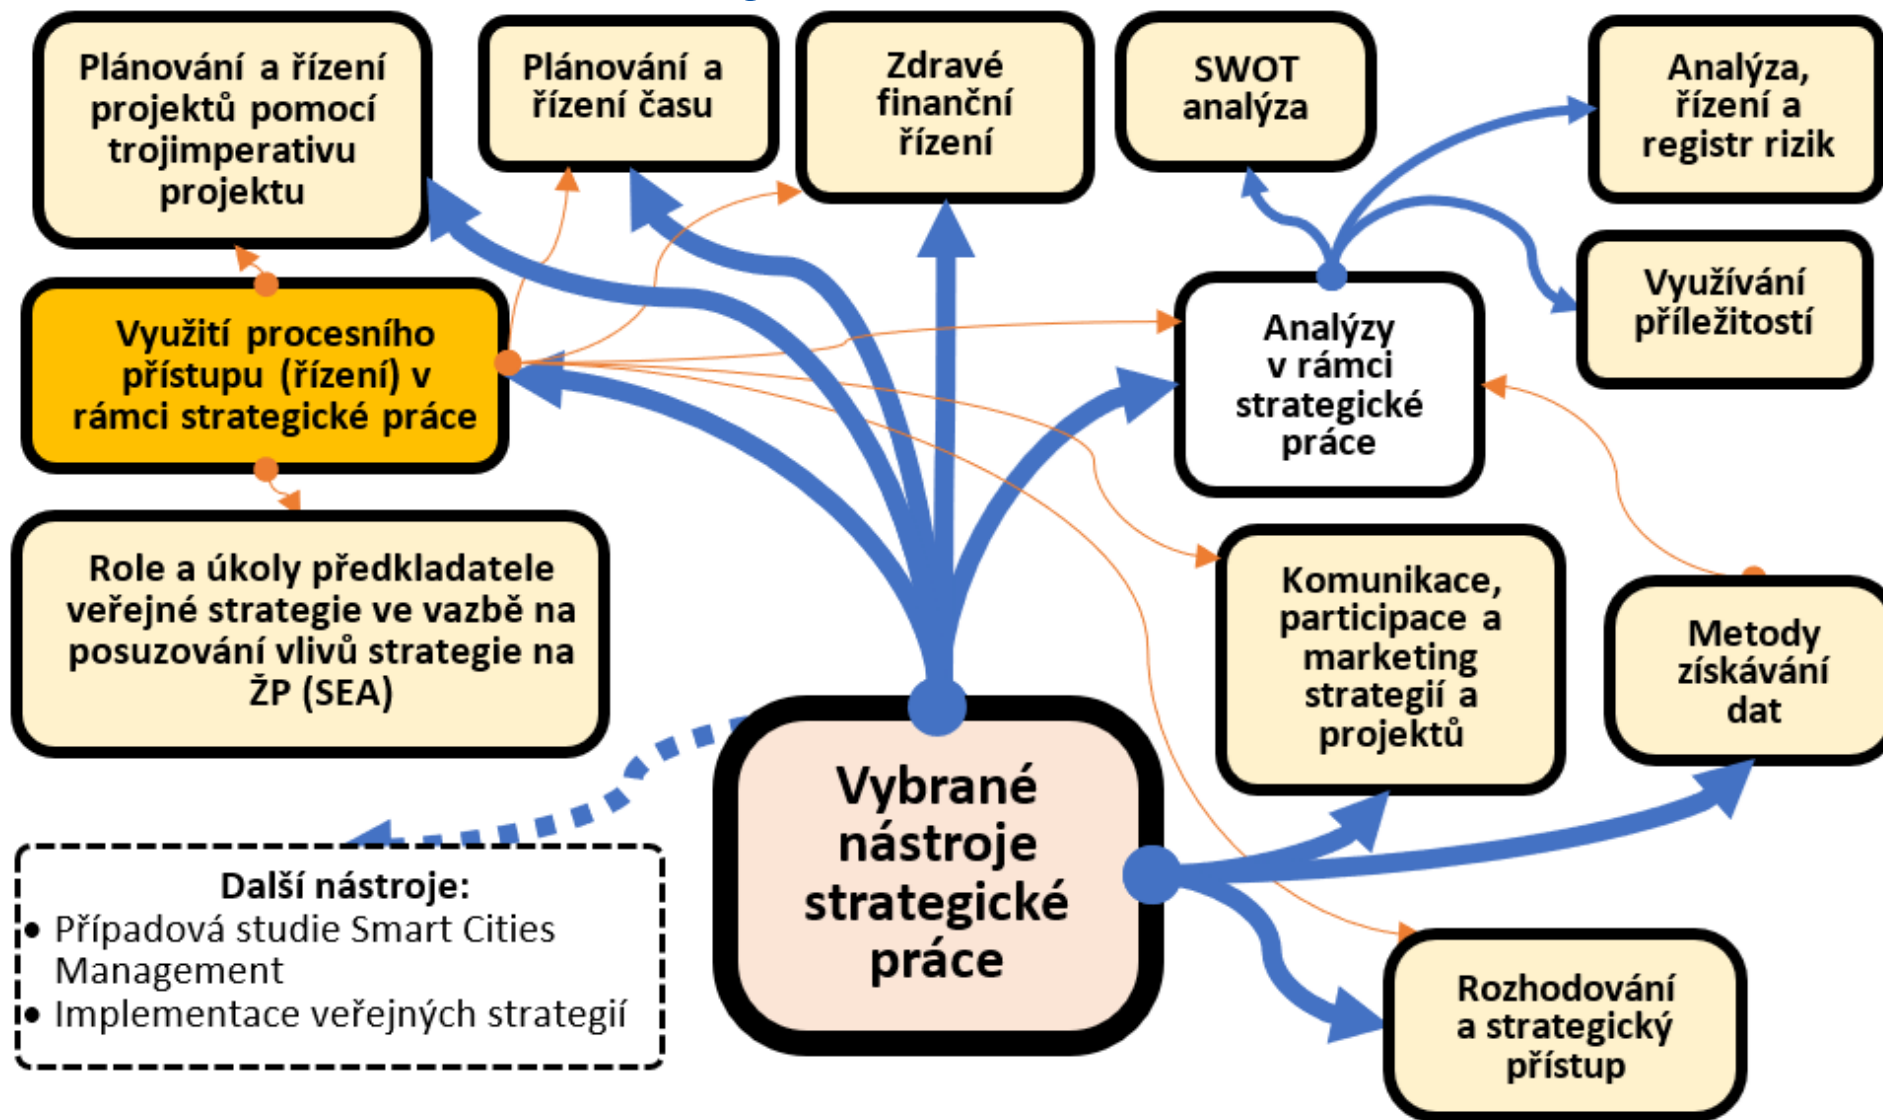 Plánování a řízení
projektů pomocí
trojimperativu
projektu
Plánování a
řízení času
Zdravé
finanční
řízení
SWOT
analýza
Analýza,
řízení a
registr rizik
Využívání
příležitostí
Využití procesního
přístupu (řízení) v
rámci strategické práce
Analýzy
v rámci
strategické
práce
Role a úkoly předkladatele
veřejné strategie ve vazbě na
posuzování vlivů strategie na
ŽP (SEA)
Komunikace,
participace a
marketing
strategií a
projektů
Metody
získávání
dat
Vybrané
nástroje
strategické
práce
Další nástroje:
• Případová studie Smart Cities
Management
• Implementace veřejných strategií
Rozhodování
a strategický
přístup